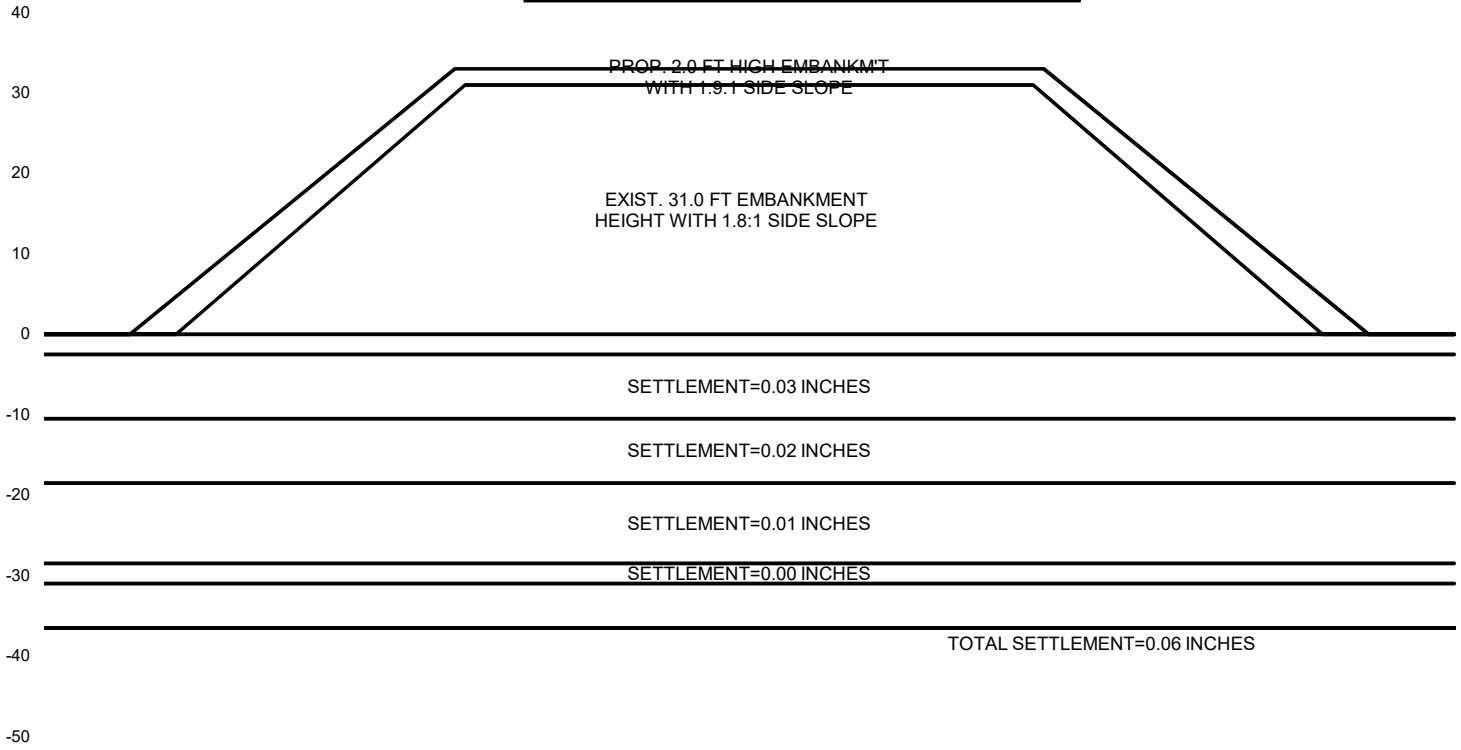 40
PROP. 2.0 FT HIGH EMBANKM'T
30
WITH 1.9:1 SIDE SLOPE
20
EXIST. 31.0 FT EMBANKMENT
HEIGHT WITH 1.8:1 SIDE SLOPE
10
0
SETTLEMENT=0.03 INCHES
-10
SETTLEMENT=0.02 INCHES
-20
SETTLEMENT=0.01 INCHES
-30
SETTLEMENT=0.00 INCHES
TOTAL SETTLEMENT=0.06 INCHES
-40
-50